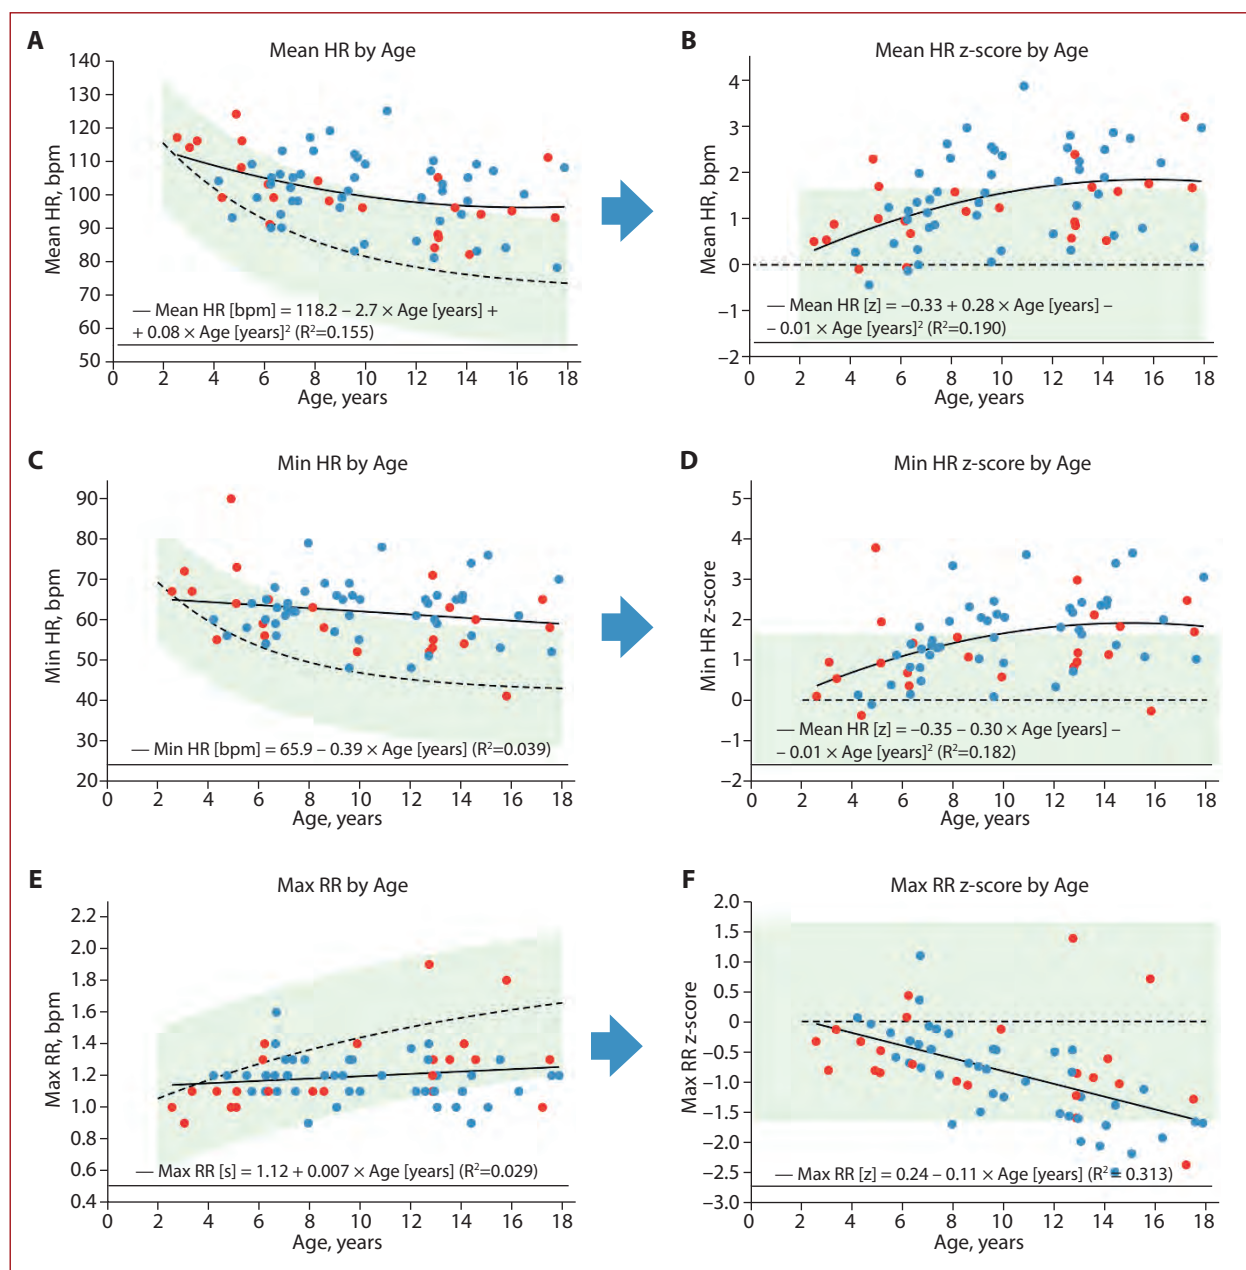 A
Mean HR by Age
Mean HR, bpm
140
130
120
110
100
90
80
70
60
50
— Mean HR [bpm] = 118.2 – 2.7 × Age [years] +
+ 0.08 × Age [years]² (R²=0.155)
0 2 4 6 8 10 12 14 16 18
Age, years
B
Mean HR z-score by Age
Mean HR, bpm
4
3
2
1
0
–1
–2
— Mean HR [z] = –0.33 + 0.28 × Age [years] –
– 0.01 × Age [years]² (R²=0.190)
0 2 4 6 8 10 12 14 16 18
Age, years
C
Min HR by Age
Min HR, bpm
90
80
70
60
50
40
30
20
— Min HR [bpm] = 65.9 – 0.39 × Age [years] (R²=0.039)
0 2 4 6 8 10 12 14 16 18
Age, years
D
Min HR z-score by Age
Min HR z-score
5
4
3
2
1
0
–1
–2
— Mean HR [z] = –0.35 – 0.30 × Age [years] –
– 0.01 × Age [years]² (R²=0.182)
0 2 4 6 8 10 12 14 16 18
Age, years
E
Max RR by Age
Max RR, bpm
2.2
2.0
1.8
1.6
1.4
1.2
1.0
0.8
0.6
0.4
— Max RR [s] = 1.12 + 0.007 × Age [years] (R²=0.029)
0 2 4 6 8 10 12 14 16 18
Age, years
F
Max RR z-score by Age
Max RR z-score
2.0
1.5
1.0
0.5
0
–0.5
–1.0
–1.5
–2.0
–2.5
–3.0
— Max RR [z] = 0.24 – 0.11 × Age [years] (R² = 0.313)
0 2 4 6 8 10 12 14 16 18
Age, years